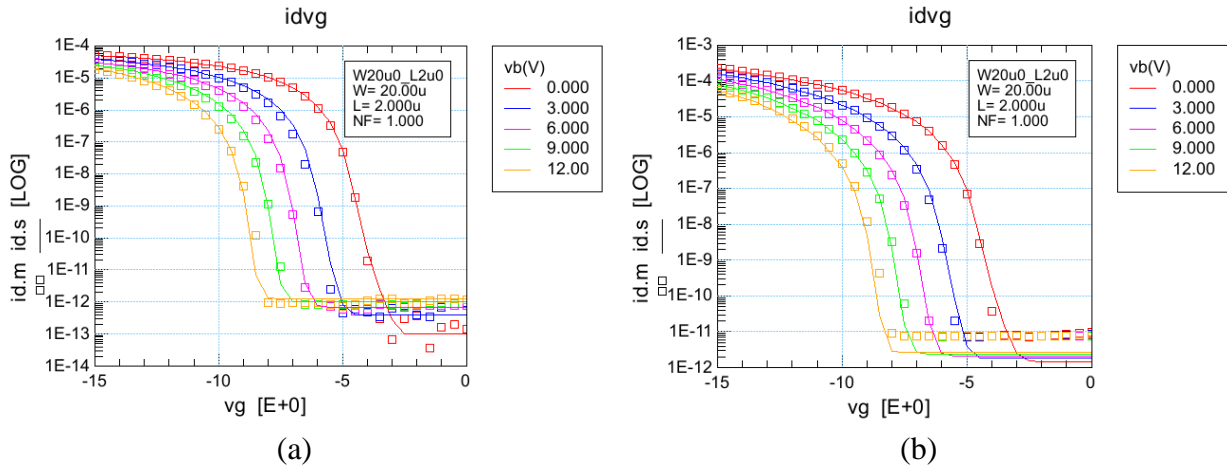 idvg
1E-4
1E-5
1E-6
1E-7
1E-8
1E-9
1E-10
1E-11
1E-12
1E-13
1E-14
id.m id.s [LOG]
-15
-10
-5
0
vg [E+0]
W20u0_L2u0
W= 20.00u
L= 2.000u
NF= 1.000
vb(V)
0.000
3.000
6.000
9.000
12.00
(a)
idvg
1E-3
1E-4
1E-5
1E-6
1E-7
1E-8
1E-9
1E-10
1E-11
1E-12
id.m id.s [LOG]
-15
-10
-5
0
vg [E+0]
W20u0_L2u0
W= 20.00u
L= 2.000u
NF= 1.000
vb(V)
0.000
3.000
6.000
9.000
12.00
(b)